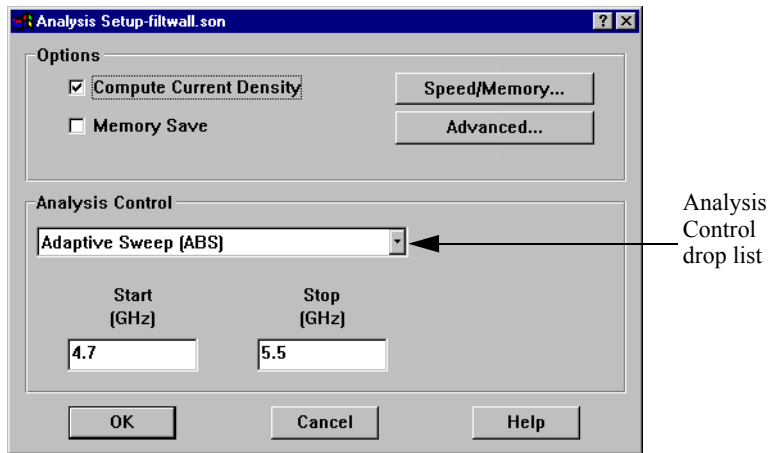 Analysis Setup-filtwall.son
Options
Compute Current Density
Speed/Memory...
Memory Save
Advanced...
Analysis Control
Adaptive Sweep (ABS)
Analysis
Control
drop list
Start
(GHz)
Stop
(GHz)
4.7
5.5
OK
Cancel
Help